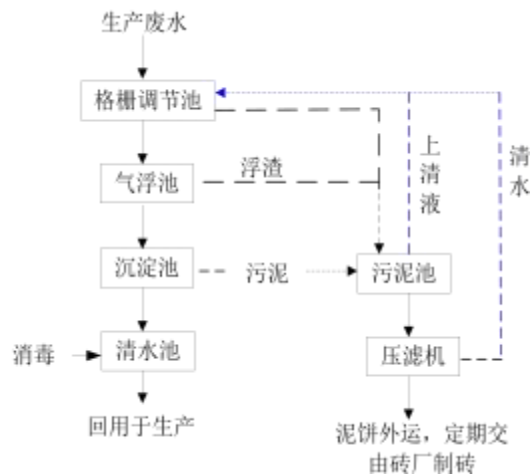 生产废水
格栅调节池
气浮池
浮渣
上清液
清水
沉淀池
污泥
污泥池
消毒
清水池
压滤机
回用于生产
泥饼外运，定期交
由砖厂制砖